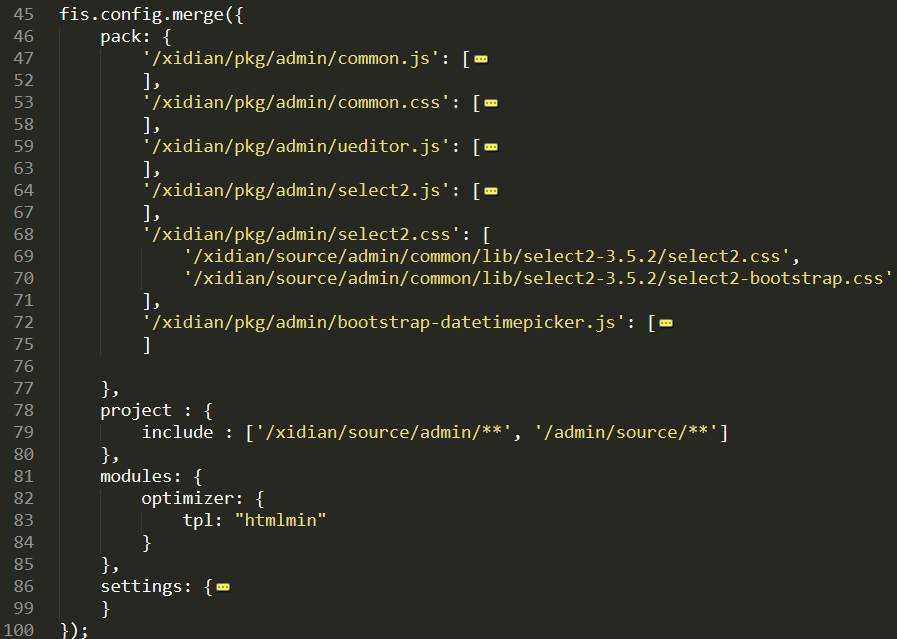 45 fis.config.merge({
46     pack: {
47         '/xidian/pkg/admin/common.js': [
52         ],
53         '/xidian/pkg/admin/common.css': [
58         ],
59         '/xidian/pkg/admin/ueditor.js': [
63         ],
64         '/xidian/pkg/admin/select2.js': [
67         ],
68         '/xidian/pkg/admin/select2.css': [
69             '/xidian/source/admin/common/lib/select2-3.5.2/select2.css',
70             '/xidian/source/admin/common/lib/select2-3.5.2/select2-bootstrap.css'
71         ],
72         '/xidian/pkg/admin/bootstrap-datetimepicker.js': [
75         ]
76
77     },
78     project : {
79         include : ['/xidian/source/admin/**', '/admin/source/**']
80     },
81     modules: {
82         optimizer: {
83             tpl: "htmlmin"
84         }
85     },
86     settings: {
99     }
100 });